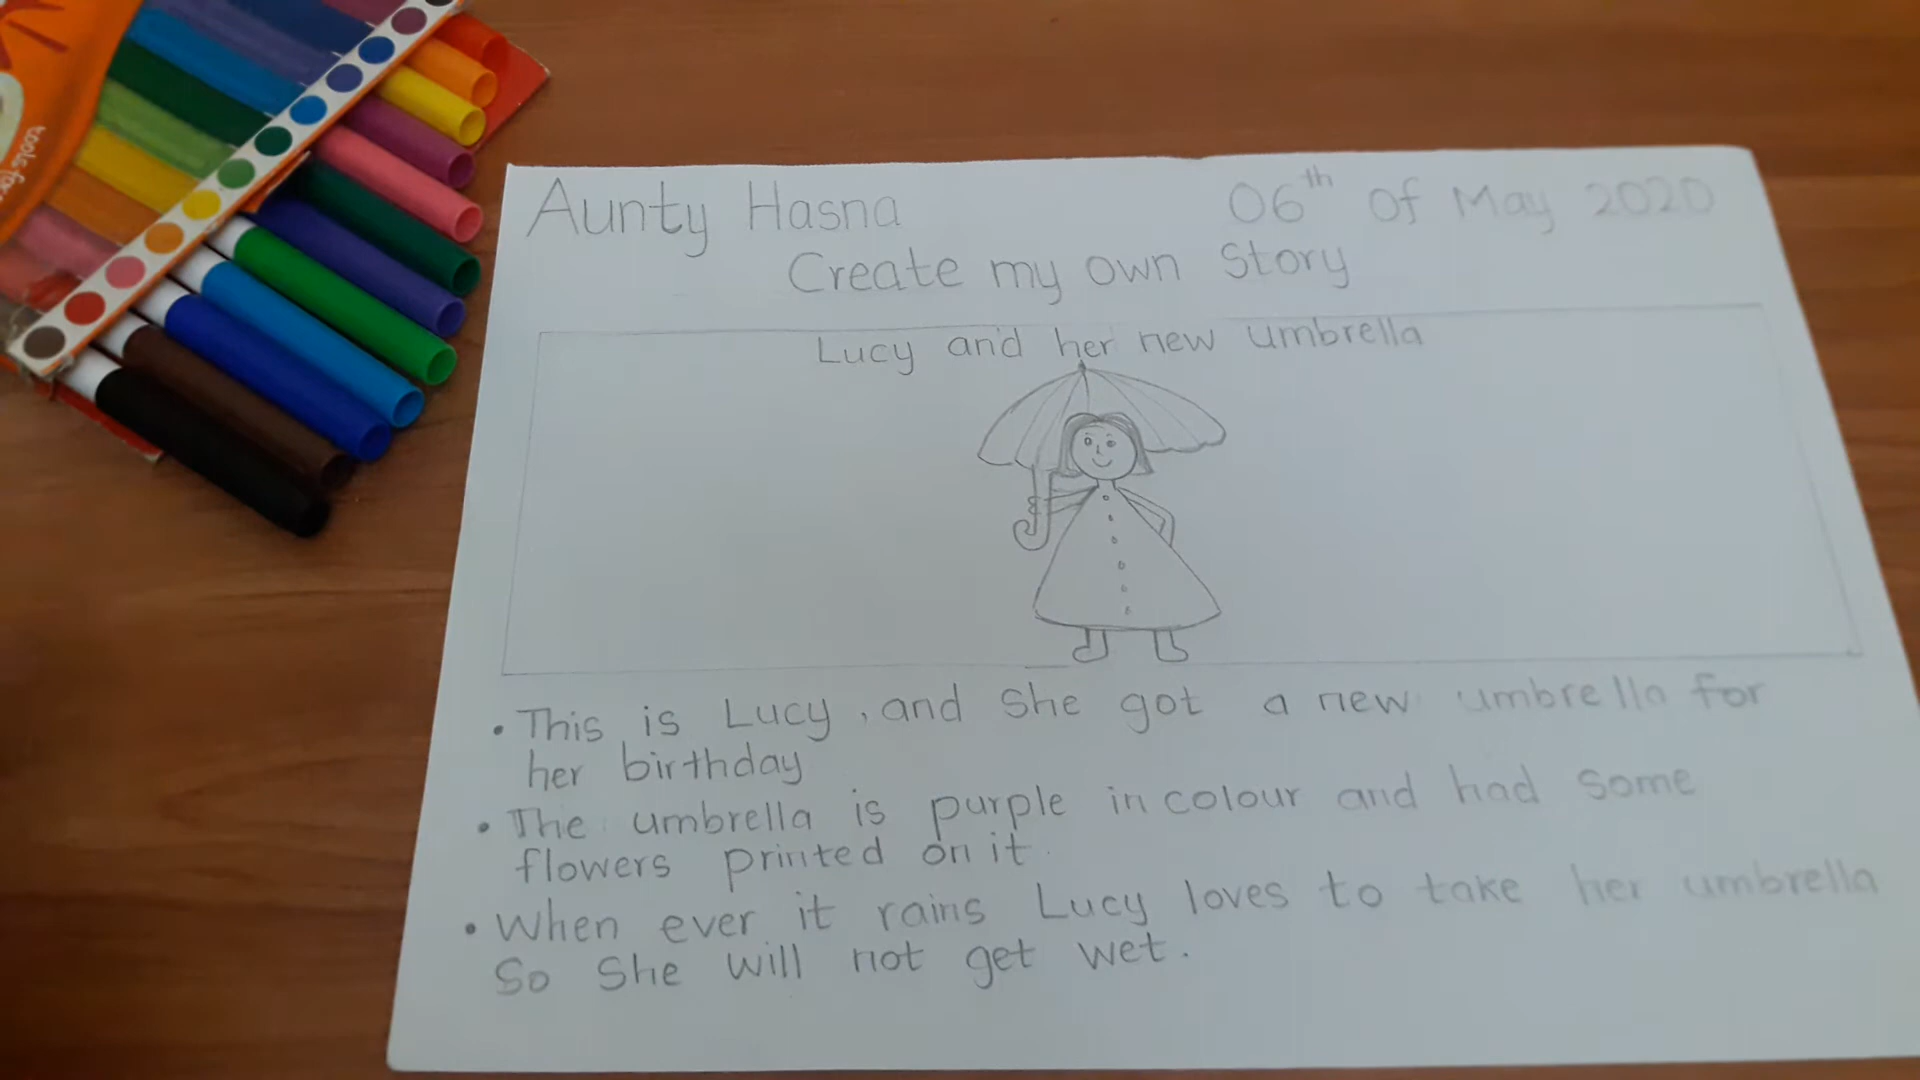 tools for
Aunty Hasna 06th Of May 2020
Create my own Story
Lucy and her new umbrella
• This is Lucy, and She got a new umbrella for
her birthday
• The umbrella is purple in colour and had some
flowers printed on it.
• When ever it rains Lucy loves to take her umbrella
So She will not get wet.